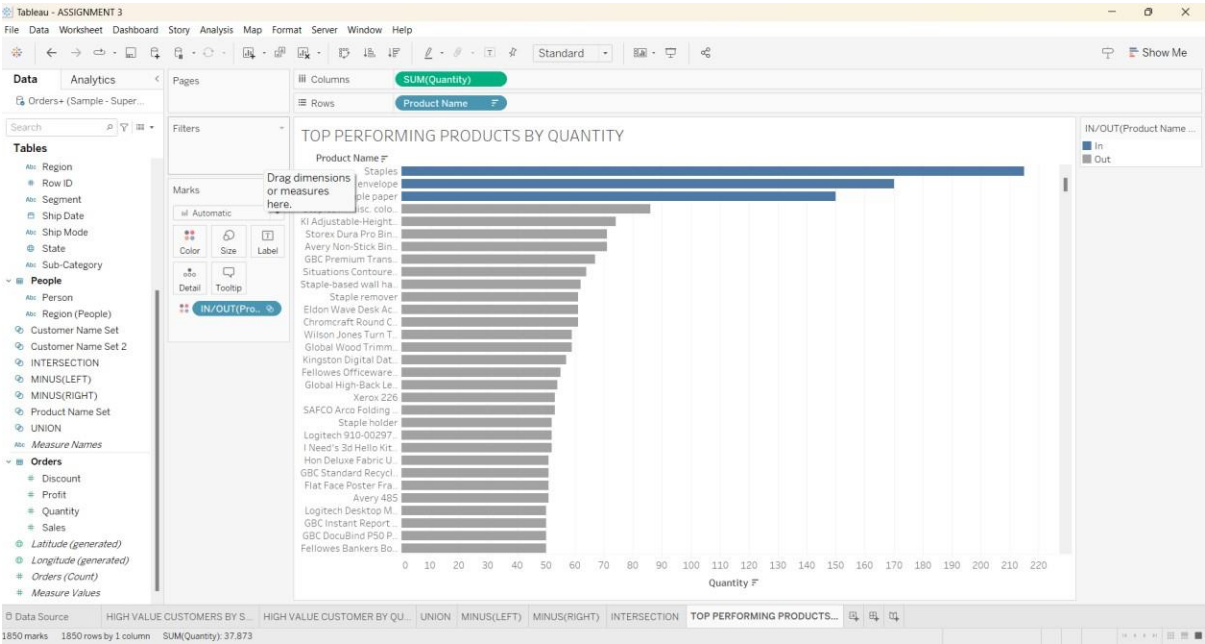 Tableau - ASSIGNMENT 3
File Data Worksheet Dashboard Story Analysis Map Format Server Window Help
Standard
Show Me
Data Analytics
Orders+ (Sample - Super...
Search
Tables
Abc Region
Row ID
Abc Segment
Ship Date
Abc Ship Mode
State
Abc Sub-Category
People
Abc Person
Abc Region (People)
Customer Name Set
Customer Name Set 2
INTERSECTION
MINUS(LEFT)
MINUS(RIGHT)
Product Name Set
UNION
Abc Measure Names
Orders
# Discount
# Profit
# Quantity
# Sales
Latitude (generated)
Longitude (generated)
# Orders (Count)
# Measure Values
Pages
Filters
Drag dimensions
or measures
here.
Marks
Automatic
Color Size Label
Detail Tooltip
IN/OUT(Pro..
Columns SUM(Quantity)
Rows Product Name
TOP PERFORMING PRODUCTS BY QUANTITY
Product Name
Staples
envelope
ple paper
sc. colo..
KI Adjustable-Height..
Storex Dura Pro Bin..
Avery Non-Stick Bin..
GBC Premium Trans..
Situations Contoure..
Staple-based wall ha..
Staple remover
Eldon Wave Desk Ac..
Chromcraft Round C..
Wilson Jones Turn T..
Global Wood Trimm..
Kingston Digital Dat..
Fellowes Officeware..
Global High-Back Le..
Xerox 226
SAFCO Arco Folding ..
Staple holder
Logitech 910-00297..
I Need's 3d Hello Kit..
Hon Deluxe Fabric U..
GBC Standard Recycl..
Flat Face Poster Fra..
Avery 485
Logitech Desktop M..
GBC Instant Report ..
GBC DocuBind P50 P..
Fellowes Bankers Bo..
0 10 20 30 40 50 60 70 80 90 100 110 120 130 140 150 160 170 180 190 200 210 220
Quantity
IN/OUT(Product Name ...
In
Out
Data Source HIGH VALUE CUSTOMERS BY S... HIGH VALUE CUSTOMER BY QU... UNION MINUS(LEFT) MINUS(RIGHT) INTERSECTION TOP PERFORMING PRODUCTS...
1850 marks 1850 rows by 1 column SUM(Quantity): 37.873